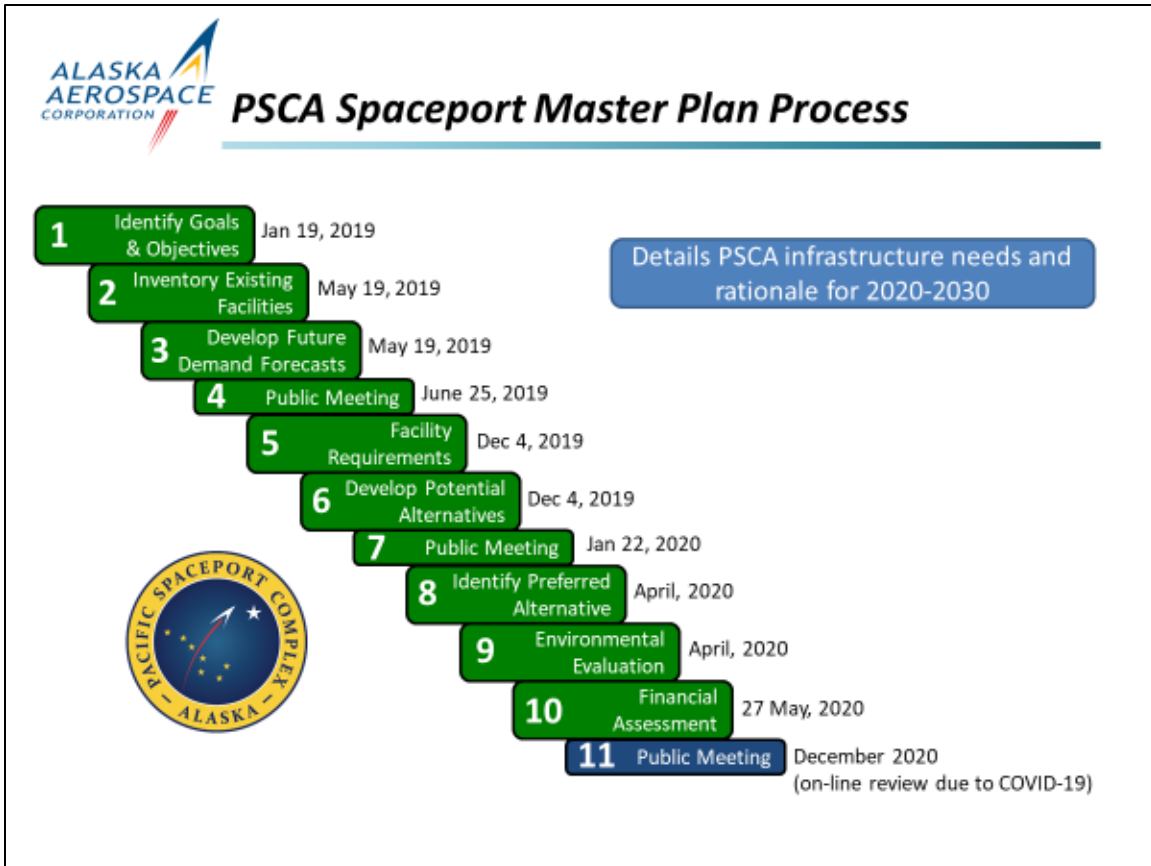 ALASKA
AEROSPACE
CORPORATION
PSCA Spaceport Master Plan Process
1
Identify Goals
& Objectives
Jan 19, 2019
Details PSCA infrastructure needs and
rationale for 2020-2030
2
Inventory Existing
Facilities
May 19, 2019
3
Develop Future
Demand Forecasts
May 19, 2019
4
Public Meeting
June 25, 2019
5
Facility
Requirements
Dec 4, 2019
6
Develop Potential
Alternatives
Dec 4, 2019
7
Public Meeting
Jan 22, 2020
8
Identify Preferred
Alternative
April, 2020
9
Environmental
Evaluation
April, 2020
10
Financial
Assessment
27 May, 2020
11
Public Meeting
December 2020
(on-line review due to COVID-19)
PACIFIC SPACEPORT COMPLEX
– ALASKA –